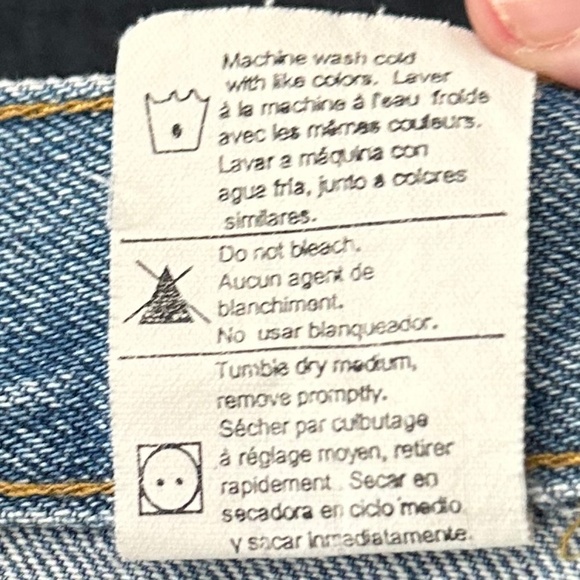 Machine wash cold
with like colors. Laver
à la machine à l'eau froide
avec les mêmes couleurs.
Lavar a máquina con
agua fría, junto a colores
similares.
Do not bleach.
Aucun agent de
blanchiment.
No usar blanqueador.
Tumble dry medium,
remove promptly.
Sécher par culbutage
à réglage moyen, retirer
rapidement. Secar en
secadora en ciclo medio
y sacar inmediatamente.